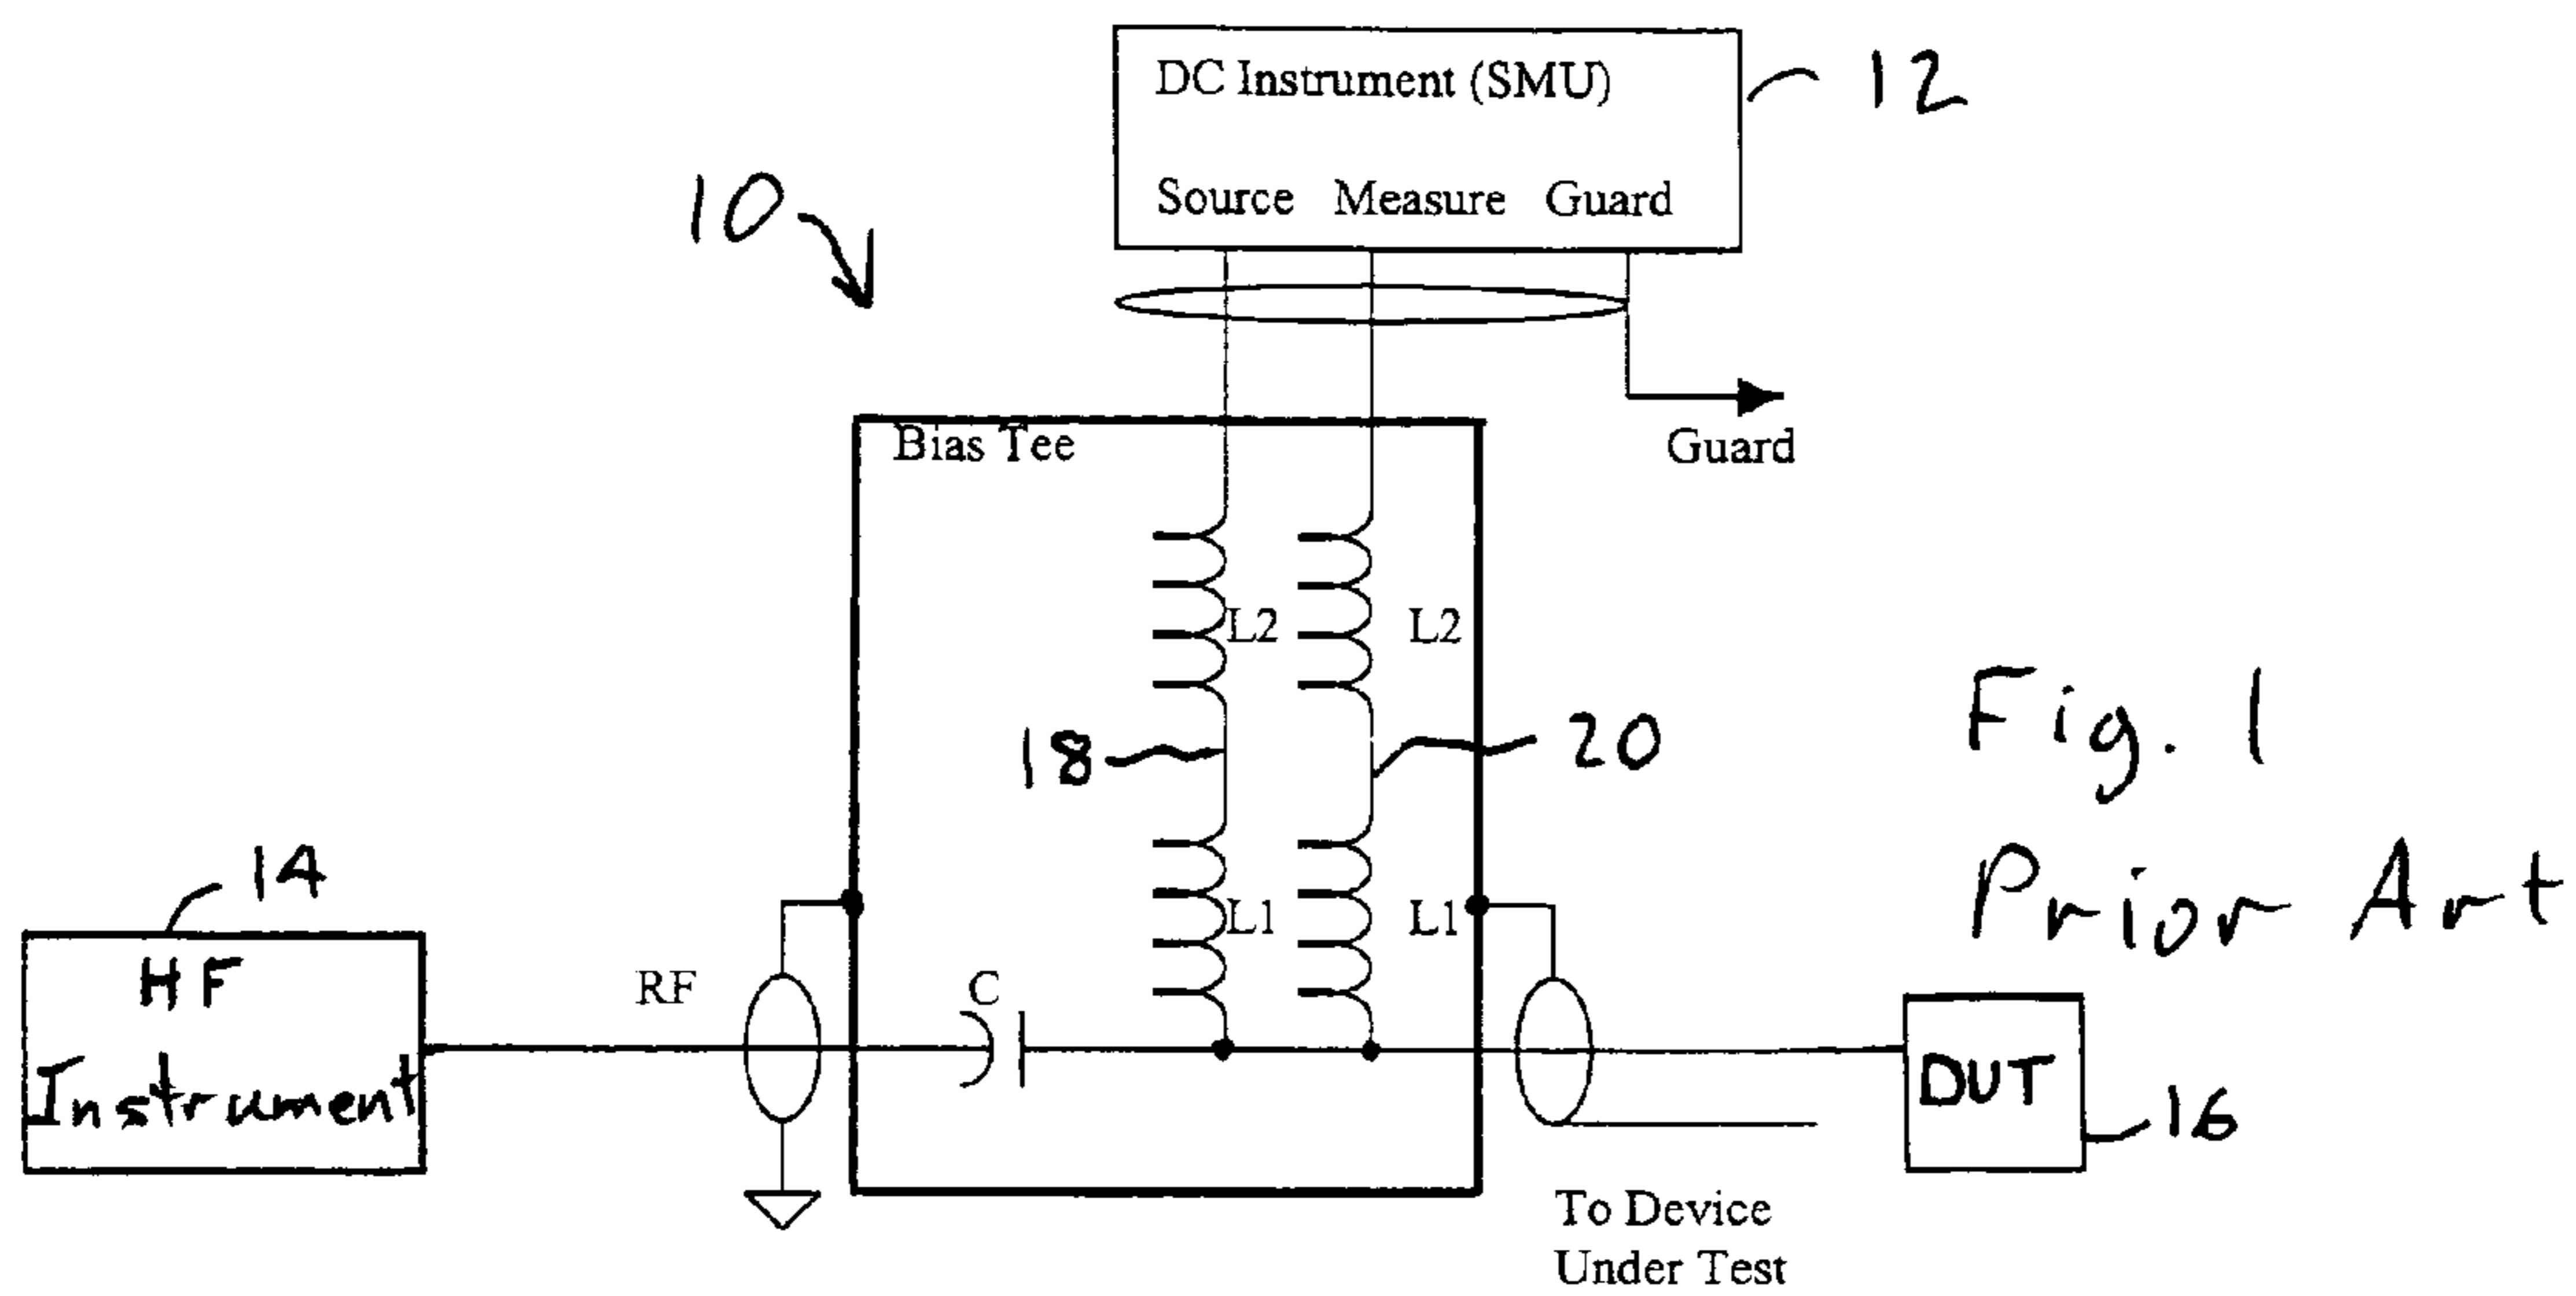 DC Instrument (SMU)
12
Source Measure Guard
10
Guard
Bias Tee
L2 L2
18
20
Fig. 1
Prior Art
14
HF
Instrument
RF
C
L1 L1
DUT
16
To Device
Under Test